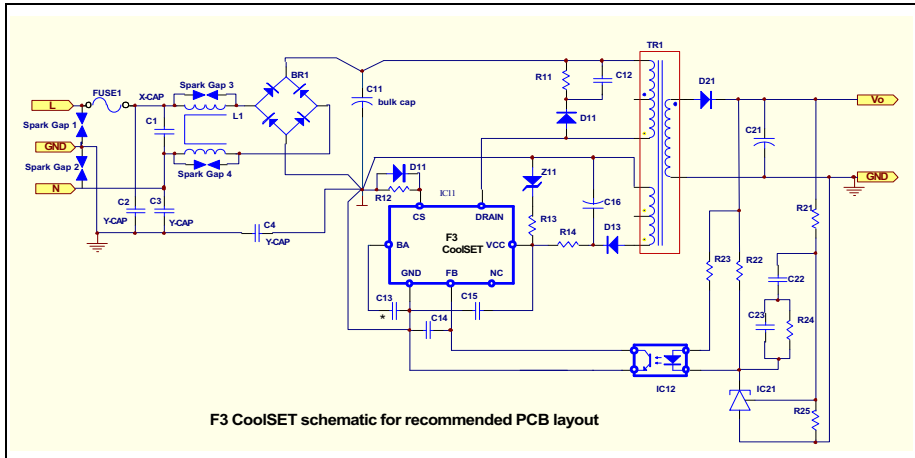 TR1
FUSE1
Spark Gap 3
BR1
R11
C12
D21
X-CAP
C11
bulk cap
L
L1
Vo
Spark Gap 1
C1
D11
C21
GND
Spark Gap 2
Spark Gap 4
D11
Z11
IC11
N
GND
R12
C16
C2
C3
CS
DRAIN
R21
Y-CAP
Y-CAP
C4
Y-CAP
F3
CoolSET
R13
R14
D13
BA
VCC
R23
R22
GND
FB
NC
C22
C13
*
C15
C14
C23
R24
IC12
IC21
R25
F3 CoolSET schematic for recommended PCB layout